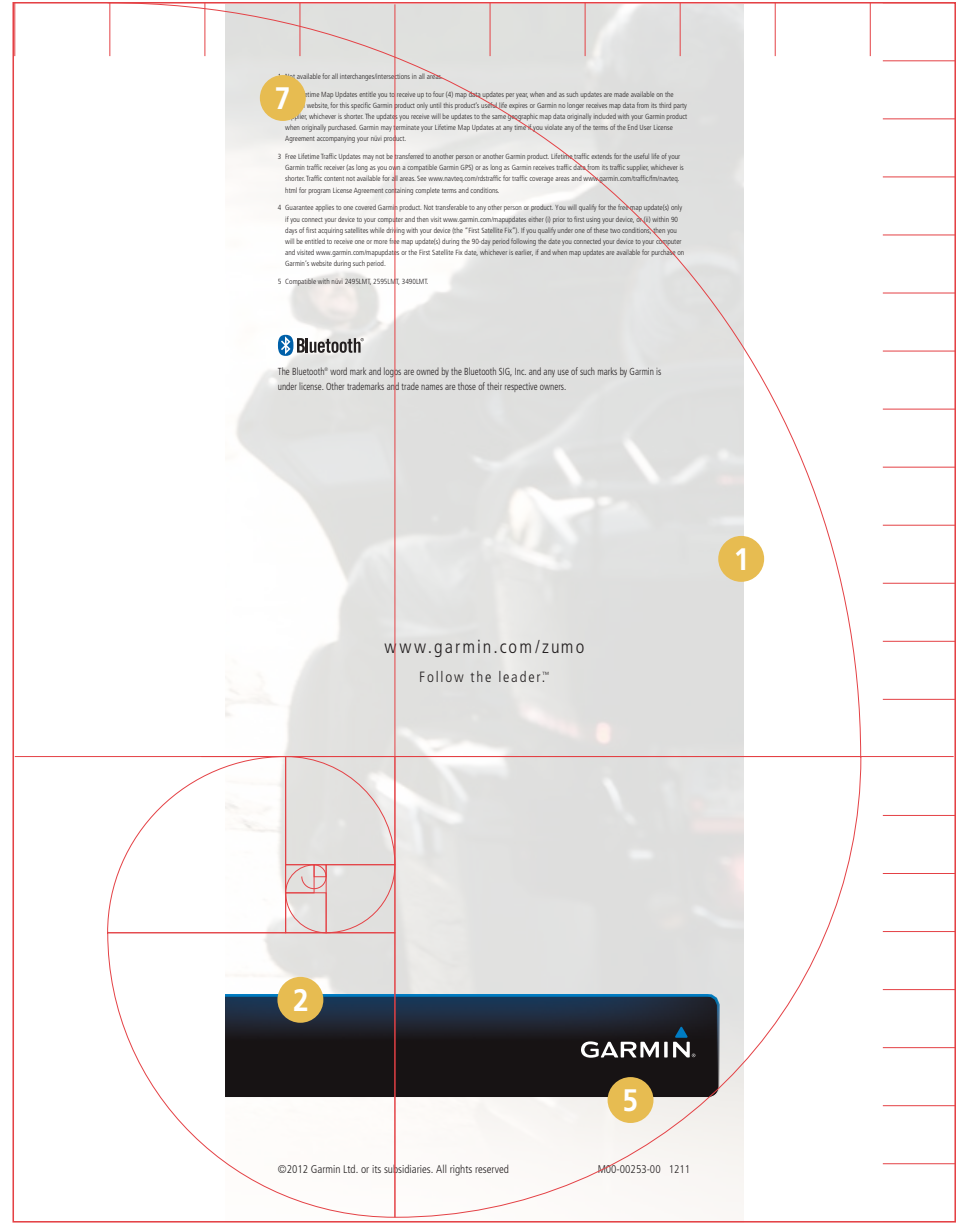 1 Not available for all interchanges/intersections in all areas.
7
time Map Updates entitle you to receive up to four (4) map data updates per year, when and as such updates are made available on the
website, for this specific Garmin product only until this product's useful life expires or Garmin no longer receives map data from its third party
supplier, whichever is shorter. The updates you receive will be updates to the same geographic map data originally included with your Garmin product
when originally purchased. Garmin may terminate your Lifetime Map Updates at any time if you violate any of the terms of the End User License
Agreement accompanying your nüvi product.
3 Free Lifetime Traffic Updates may not be transferred to another person or another Garmin product. Lifetime traffic extends for the useful life of your
Garmin traffic receiver (as long as you own a compatible Garmin GPS) or as long as Garmin receives traffic data from its traffic supplier, whichever is
shorter. Traffic content not available for all areas. See www.navteq.com/rdstraffic for traffic coverage areas and www.garmin.com/traffic/fm/navteq.
html for program License Agreement containing complete terms and conditions.
4 Guarantee applies to one covered Garmin product. Not transferable to any other person or product. You will qualify for the free map update(s) only
if you connect your device to your computer and then visit www.garmin.com/mapupdates either (i) prior to first using your device, or (ii) within 90
days of first acquiring satellites while driving with your device (the "First Satellite Fix"). If you qualify under one of these two conditions, then you
will be entitled to receive one or more free map update(s) during the 90-day period following the date you connected your device to your computer
and visited www.garmin.com/mapupdates or the First Satellite Fix date, whichever is earlier, if and when map updates are available for purchase on
Garmin's website during such period.
5 Compatible with nüvi 2495LMT, 2595LMT, 3490LMT.
Bluetooth®
The Bluetooth® word mark and logos are owned by the Bluetooth SIG, Inc. and any use of such marks by Garmin is
under license. Other trademarks and trade names are those of their respective owners.
1
www.garmin.com/zumo
Follow the leader.™
2
GARMIN®
5
©2012 Garmin Ltd. or its subsidiaries. All rights reserved M00-00253-00 1211